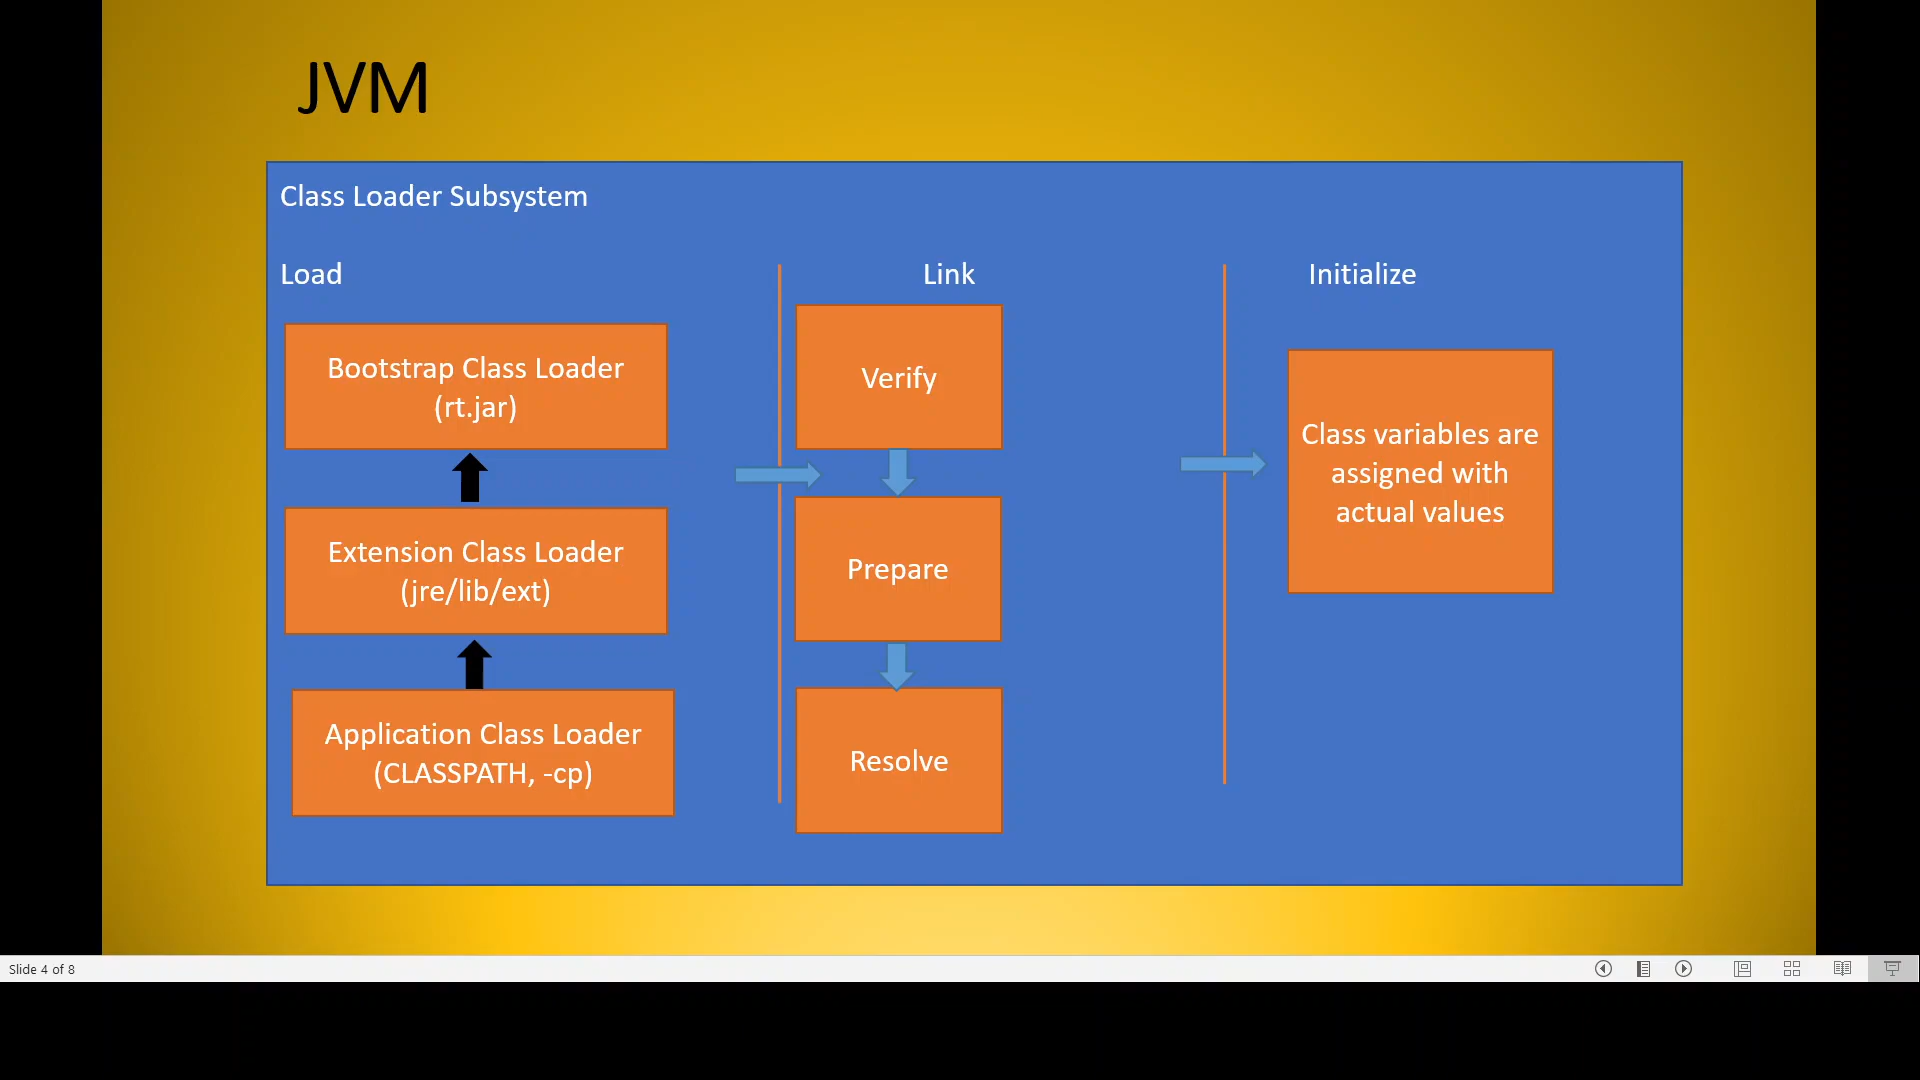 JVM
Class Loader Subsystem
Load
Bootstrap Class Loader
(rt.jar)
Extension Class Loader
(jre/lib/ext)
Application Class Loader
(CLASSPATH, -cp)
Link
Verify
Prepare
Resolve
Initialize
Class variables are
assigned with
actual values
Slide 4 of 8